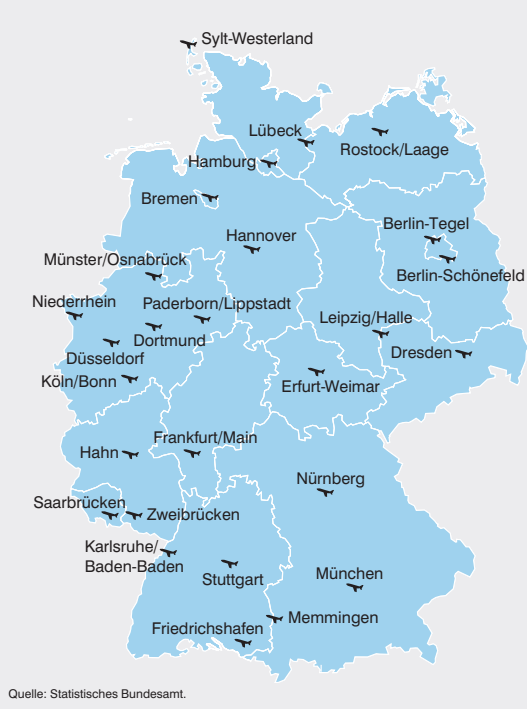 Sylt-Westerland
Lübeck
Rostock/Laage
Hamburg
Bremen
Berlin-Tegel
Hannover
Münster/Osnabrück
Berlin-Schönefeld
Niederrhein
Paderborn/Lippstadt
Leipzig/Halle
Dortmund
Düsseldorf
Dresden
Köln/Bonn
Erfurt-Weimar
Frankfurt/Main
Hahn
Nürnberg
Saarbrücken
Zweibrücken
Karlsruhe/
Baden-Baden
Stuttgart
München
Memmingen
Friedrichshafen
Quelle: Statistisches Bundesamt.